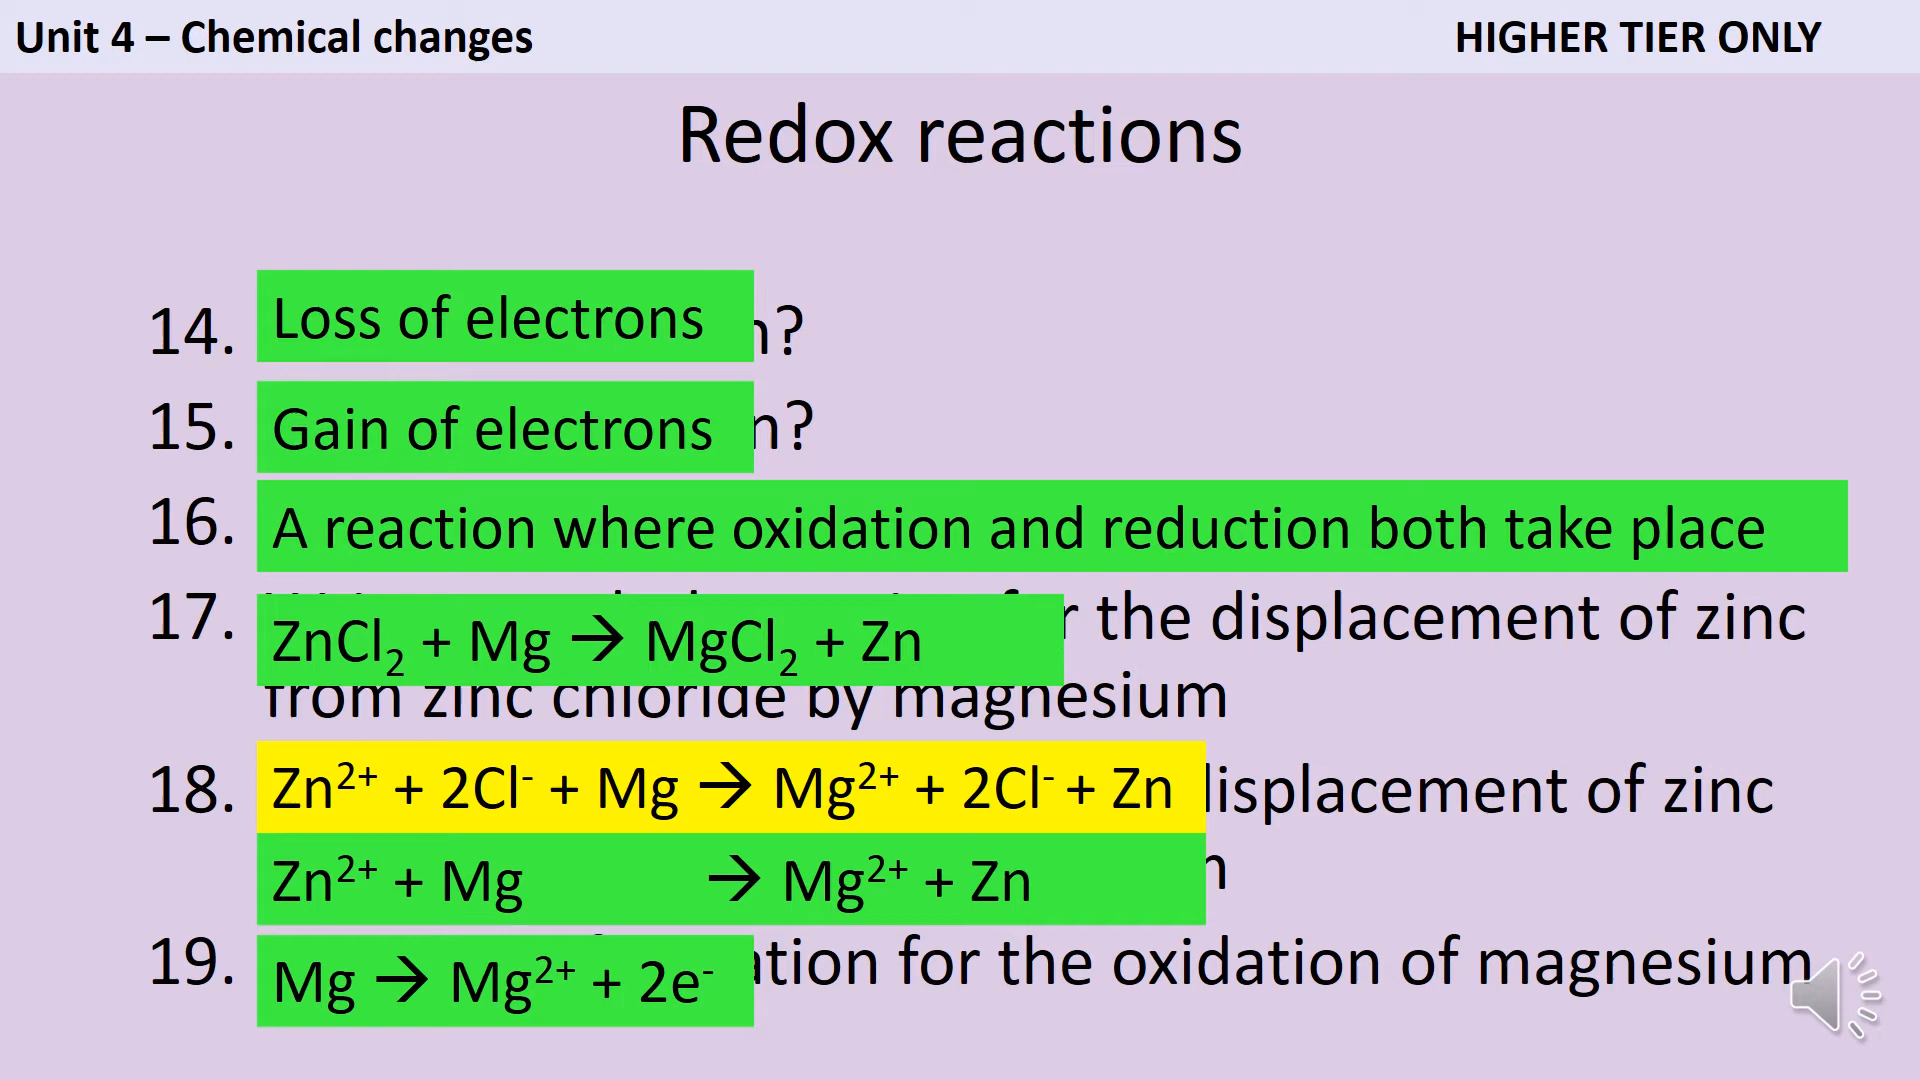 Unit 4 – Chemical changes
HIGHER TIER ONLY
Redox reactions
14. Loss of electrons n?
15. Gain of electrons n?
16. A reaction where oxidation and reduction both take place
17. ZnCl₂ + Mg → MgCl₂ + Zn r the displacement of zinc
from zinc chloride by magnesium
18. Zn²⁺ + 2Cl⁻ + Mg → Mg²⁺ + 2Cl⁻ + Zn displacement of zinc
Zn²⁺ + Mg → Mg²⁺ + Zn n
19. Mg → Mg²⁺ + 2e⁻ ation for the oxidation of magnesium